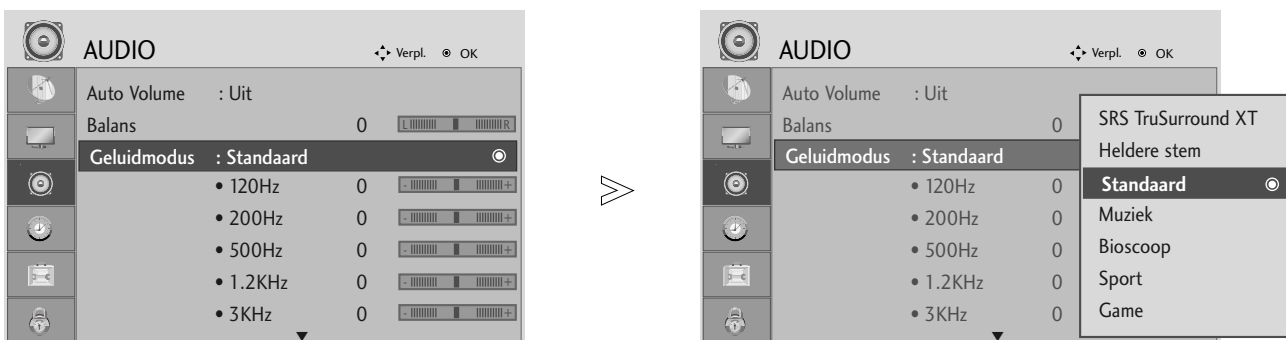 AUDIO
Verpl. OK
Auto Volume : Uit
Balans 0 L R
Geluidmodus : Standaard
• 120Hz 0 - +
• 200Hz 0 - +
• 500Hz 0 - +
• 1.2KHz 0 - +
• 3KHz 0 - +
AUDIO
Verpl. OK
Auto Volume : Uit
Balans 0
Geluidmodus : Standaard
• 120Hz 0
• 200Hz 0
• 500Hz 0
• 1.2KHz 0
• 3KHz 0
SRS TruSurround XT
Heldere stem
Standaard
Muziek
Bioscoop
Sport
Game